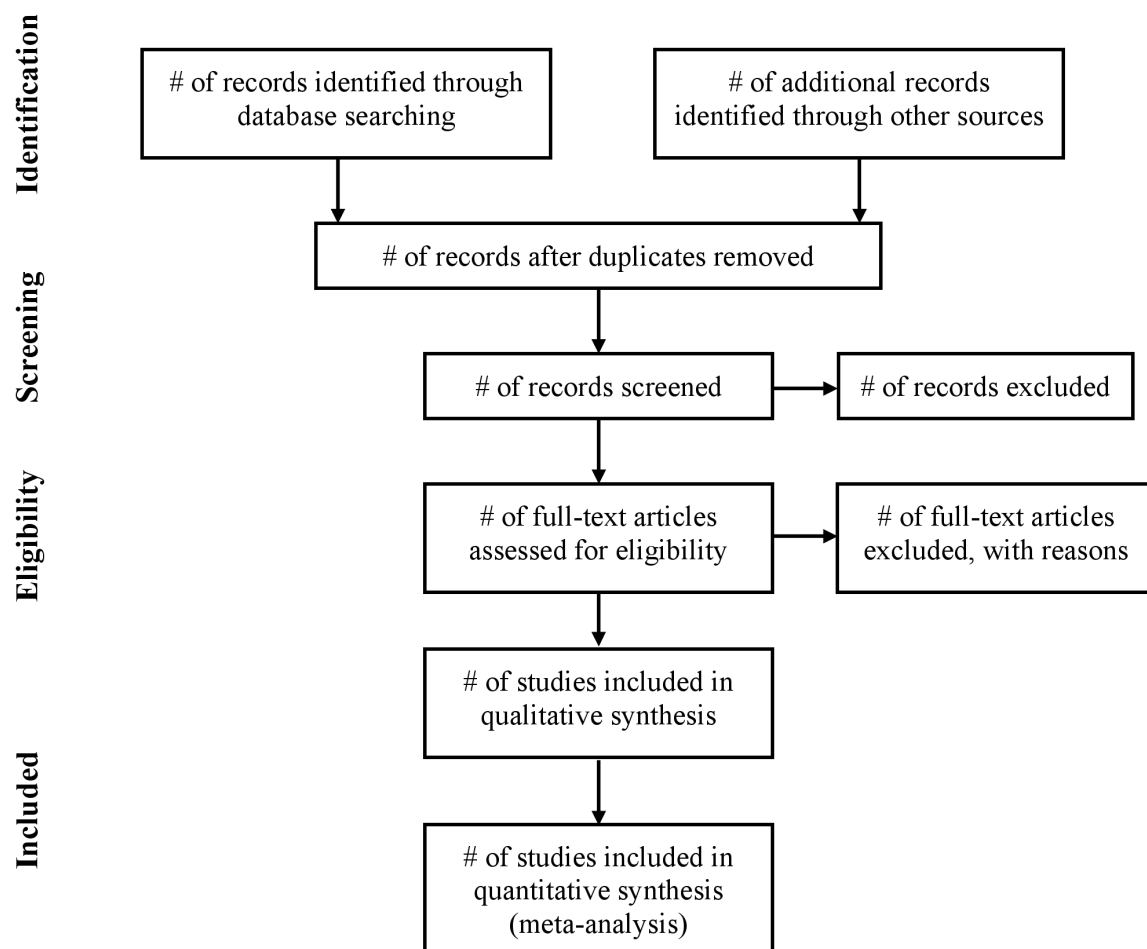 Identification
# of records identified through
database searching
# of additional records
identified through other sources
# of records after duplicates removed
Screening
# of records screened
# of records excluded
Eligibility
# of full-text articles
assessed for eligibility
# of full-text articles
excluded, with reasons
Included
# of studies included in
qualitative synthesis
# of studies included in
quantitative synthesis
(meta-analysis)